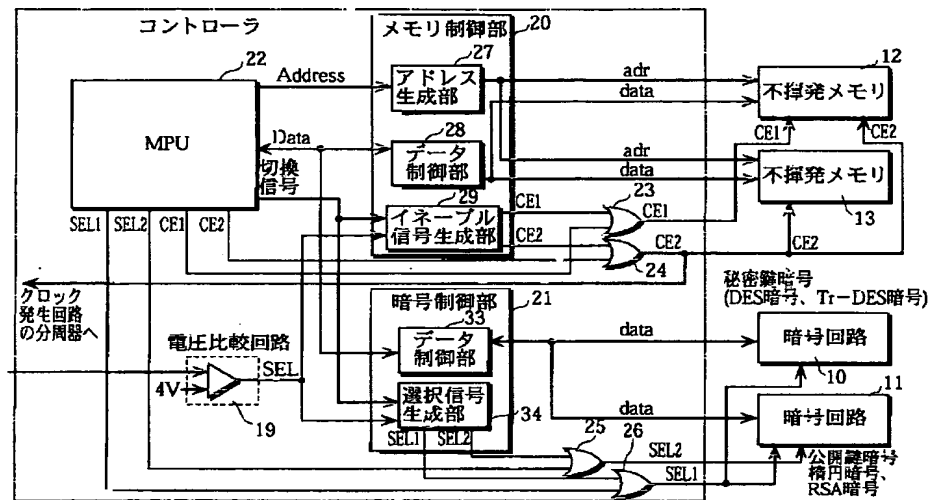 コントローラ
メモリ制御部
20
27
22
12
Address
アドレス
生成部
adr
data
不揮発メモリ
28
MPU
Data
データ
制御部
CE1
CE2
切換
信号
adr
data
不揮発メモリ
29
23
13
SEL1
SEL2
CE1
CE2
イネーブル
信号生成部
CE1
CE1
CE2
CE2
CE2
24
クロック
発生回路
の分周器へ
暗号制御部
21
秘密鍵暗号
(DES暗号、Tr-DES暗号)
33
電圧比較回路
データ
制御部
data
暗号回路
SEL
10
4V
選択信号
生成部
11
19
34
data
暗号回路
SEL1
SEL2
25
26
SEL2
SEL1
公開鍵暗号
楕円暗号、
RSA暗号